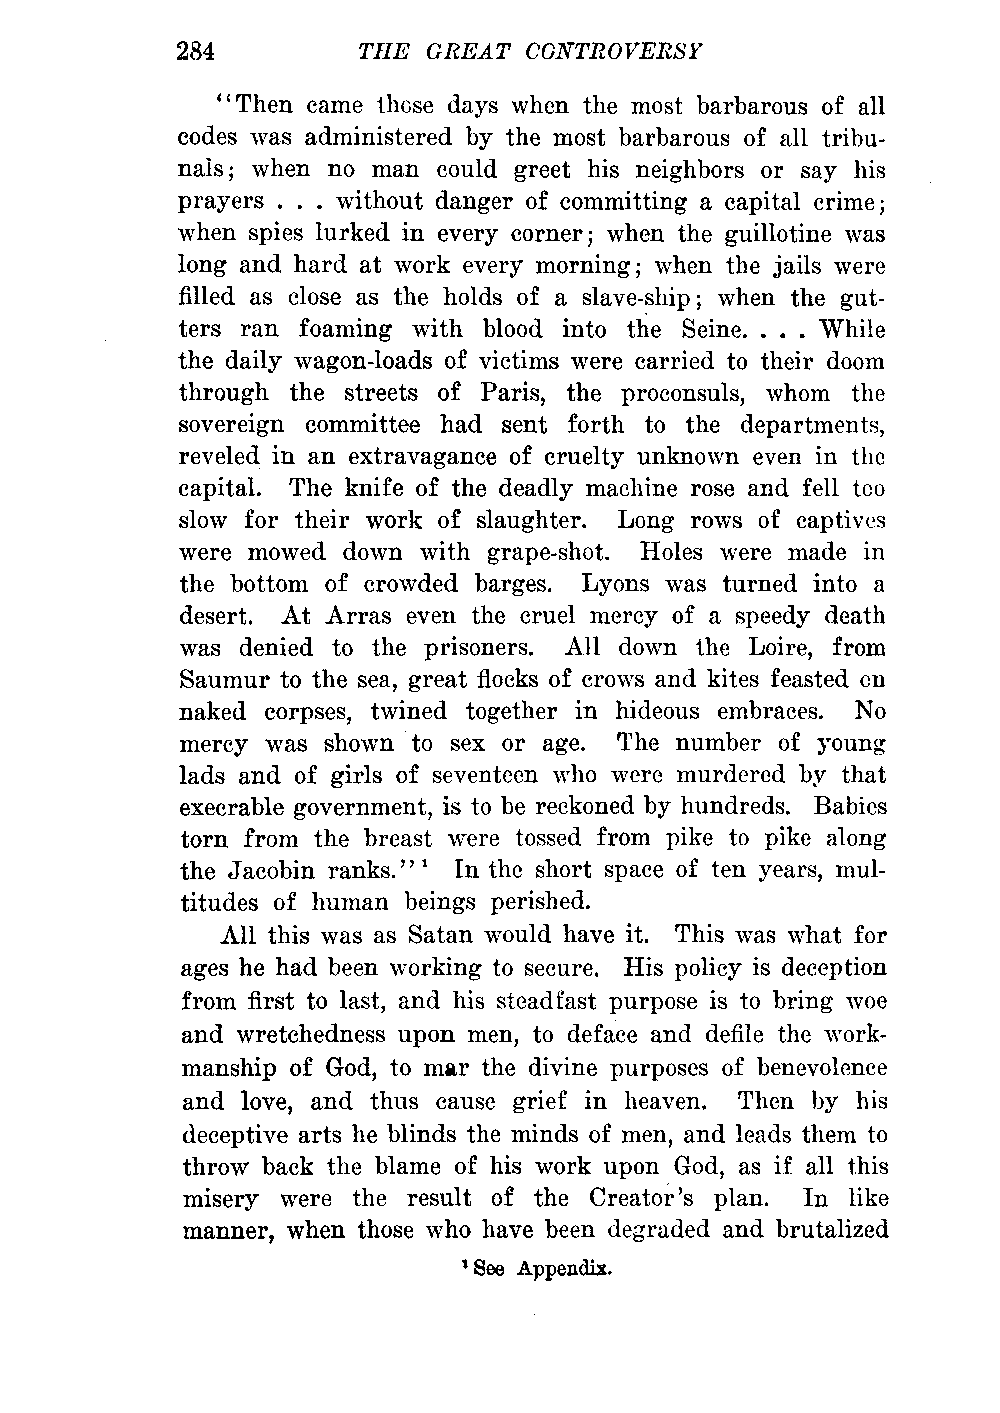 284 THE GREAT CONTROVERSY
"Then came those days when the most barbarous of all
codes was administered by the most barbarous of all tribu-
nals; when no man could greet his neighbors or say his
prayers . . . without danger of committing a capital crime;
when spies lurked in every corner; when the guillotine was
long and hard at work every morning; when the jails were
filled as close as the holds of a slave-ship; when the gut-
ters ran foaming with blood into the Seine. . . . While
the daily wagon-loads of victims were carried to their doom
through the streets of Paris, the proconsuls, whom the
sovereign committee had sent forth to the departments,
reveled in an extravagance of cruelty unknown even in the
capital. The knife of the deadly machine rose and fell too
slow for their work of slaughter. Long rows of captives
were mowed down with grape-shot. Holes were made in
the bottom of crowded barges. Lyons was turned into a
desert. At Arras even the cruel mercy of a speedy death
was denied to the prisoners. All down the Loire, from
Saumur to the sea, great flocks of crows and kites feasted on
naked corpses, twined together in hideous embraces. No
mercy was shown to sex or age. The number of young
lads and of girls of seventeen who were murdered by that
execrable government, is to be reckoned by hundreds. Babies
torn from the breast were tossed from pike to pike along
the Jacobin ranks." ¹ In the short space of ten years, mul-
titudes of human beings perished.
All this was as Satan would have it. This was what for
ages he had been working to secure. His policy is deception
from first to last, and his steadfast purpose is to bring woe
and wretchedness upon men, to deface and defile the work-
manship of God, to mar the divine purposes of benevolence
and love, and thus cause grief in heaven. Then by his
deceptive arts he blinds the minds of men, and leads them to
throw back the blame of his work upon God, as if all this
misery were the result of the Creator's plan. In like
manner, when those who have been degraded and brutalized
¹ See Appendix.